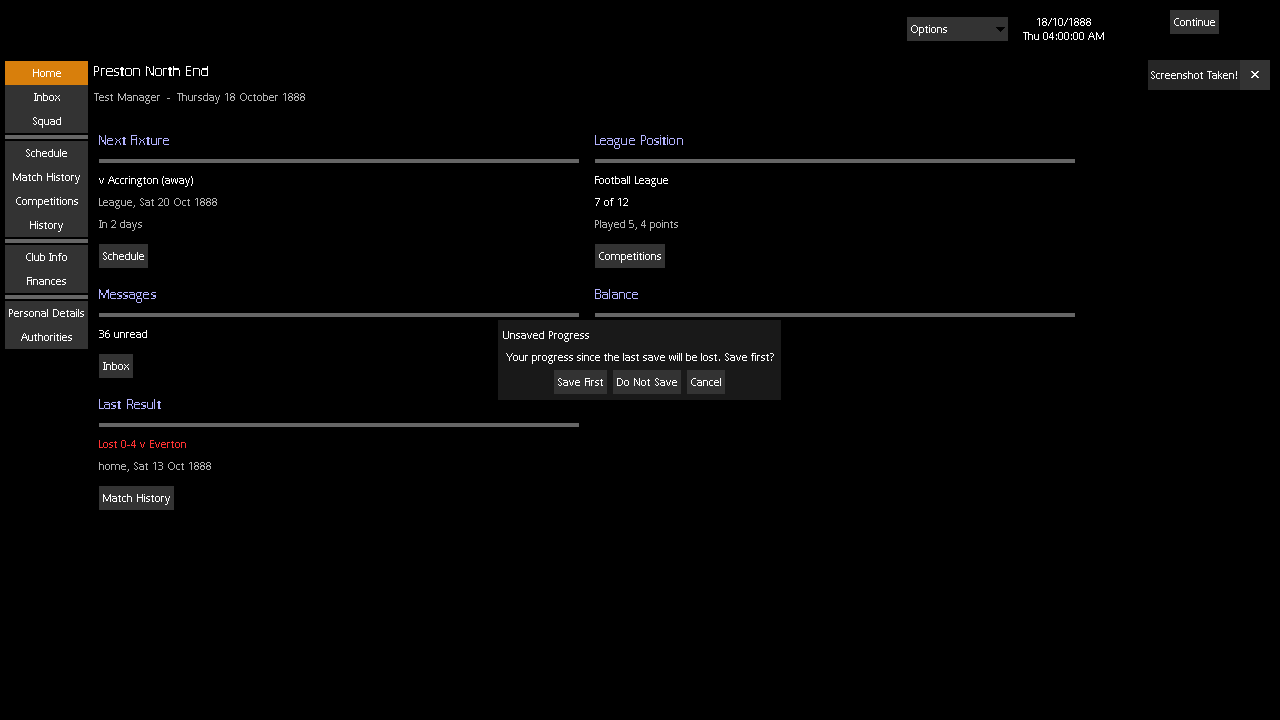 Options
18/10/1888
Thu 04:00:00 AM
Continue
Home
Inbox
Squad
Schedule
Match History
Competitions
History
Club Info
Finances
Personal Details
Authorities
Preston North End
Test Manager - Thursday 18 October 1888
Screenshot Taken!
Next Fixture
v Accrington (away)
League, Sat 20 Oct 1888
In 2 days
Schedule
League Position
Football League
7 of 12
Played 5, 4 points
Competitions
Messages
36 unread
Inbox
Balance
Unsaved Progress
Your progress since the last save will be lost. Save first?
Save First
Do Not Save
Cancel
Last Result
Lost 0-4 v Everton
home, Sat 13 Oct 1888
Match History